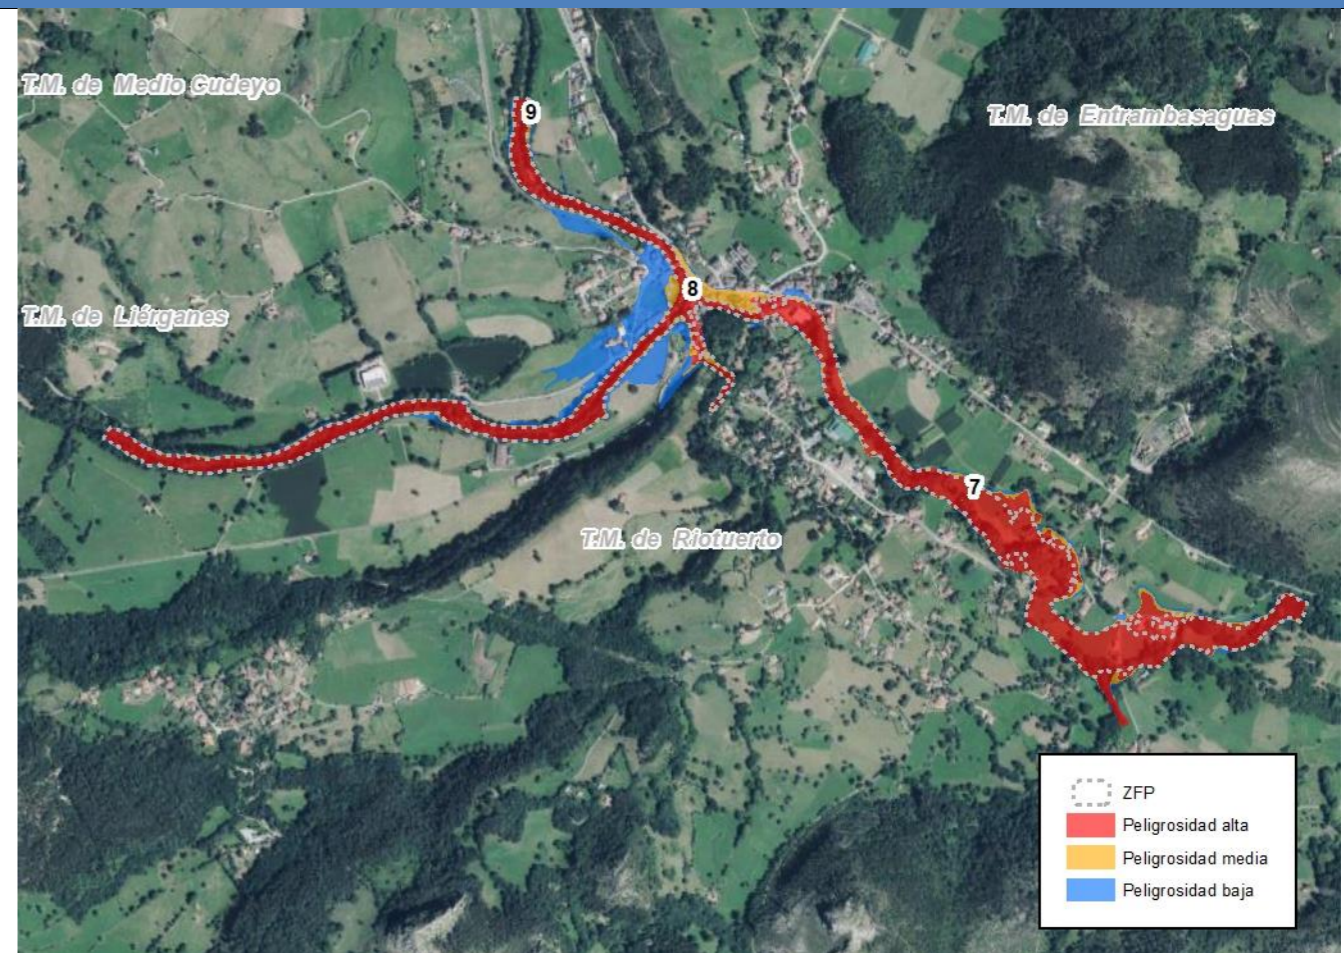 T.M. de Medio Cudeyo
9
T.M. de Entrambasaguas
8
T.M. de Liérganes
7
T.M. de Riotuerto
ZFP
Peligrosidad alta
Peligrosidad media
Peligrosidad baja